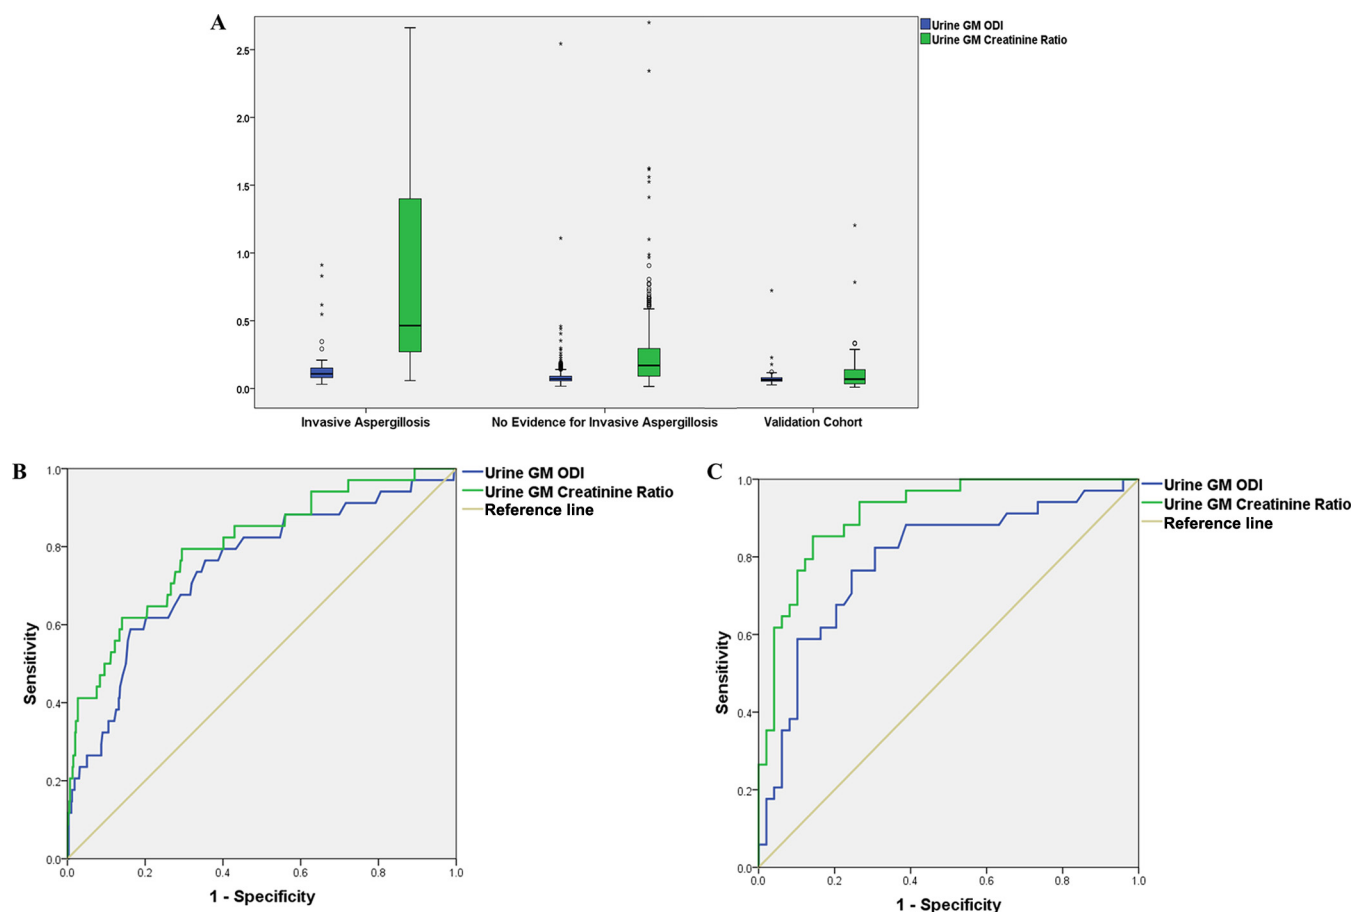 A
Urine GM ODI
Urine GM Creatinine Ratio
2.5
2.0
1.5
1.0
0.5
0.0
Invasive Aspergillosis
No Evidence for Invasive Aspergillosis
Validation Cohort
B
Urine GM ODI
Urine GM Creatinine Ratio
Reference line
1.0
0.8
0.6
0.4
0.2
0.0
Sensitivity
0.0 0.2 0.4 0.6 0.8 1.0
1 - Specificity
C
Urine GM ODI
Urine GM Creatinine Ratio
Reference line
1.0
0.8
0.6
0.4
0.2
0.0
Sensitivity
0.0 0.2 0.4 0.6 0.8 1.0
1 - Specificity